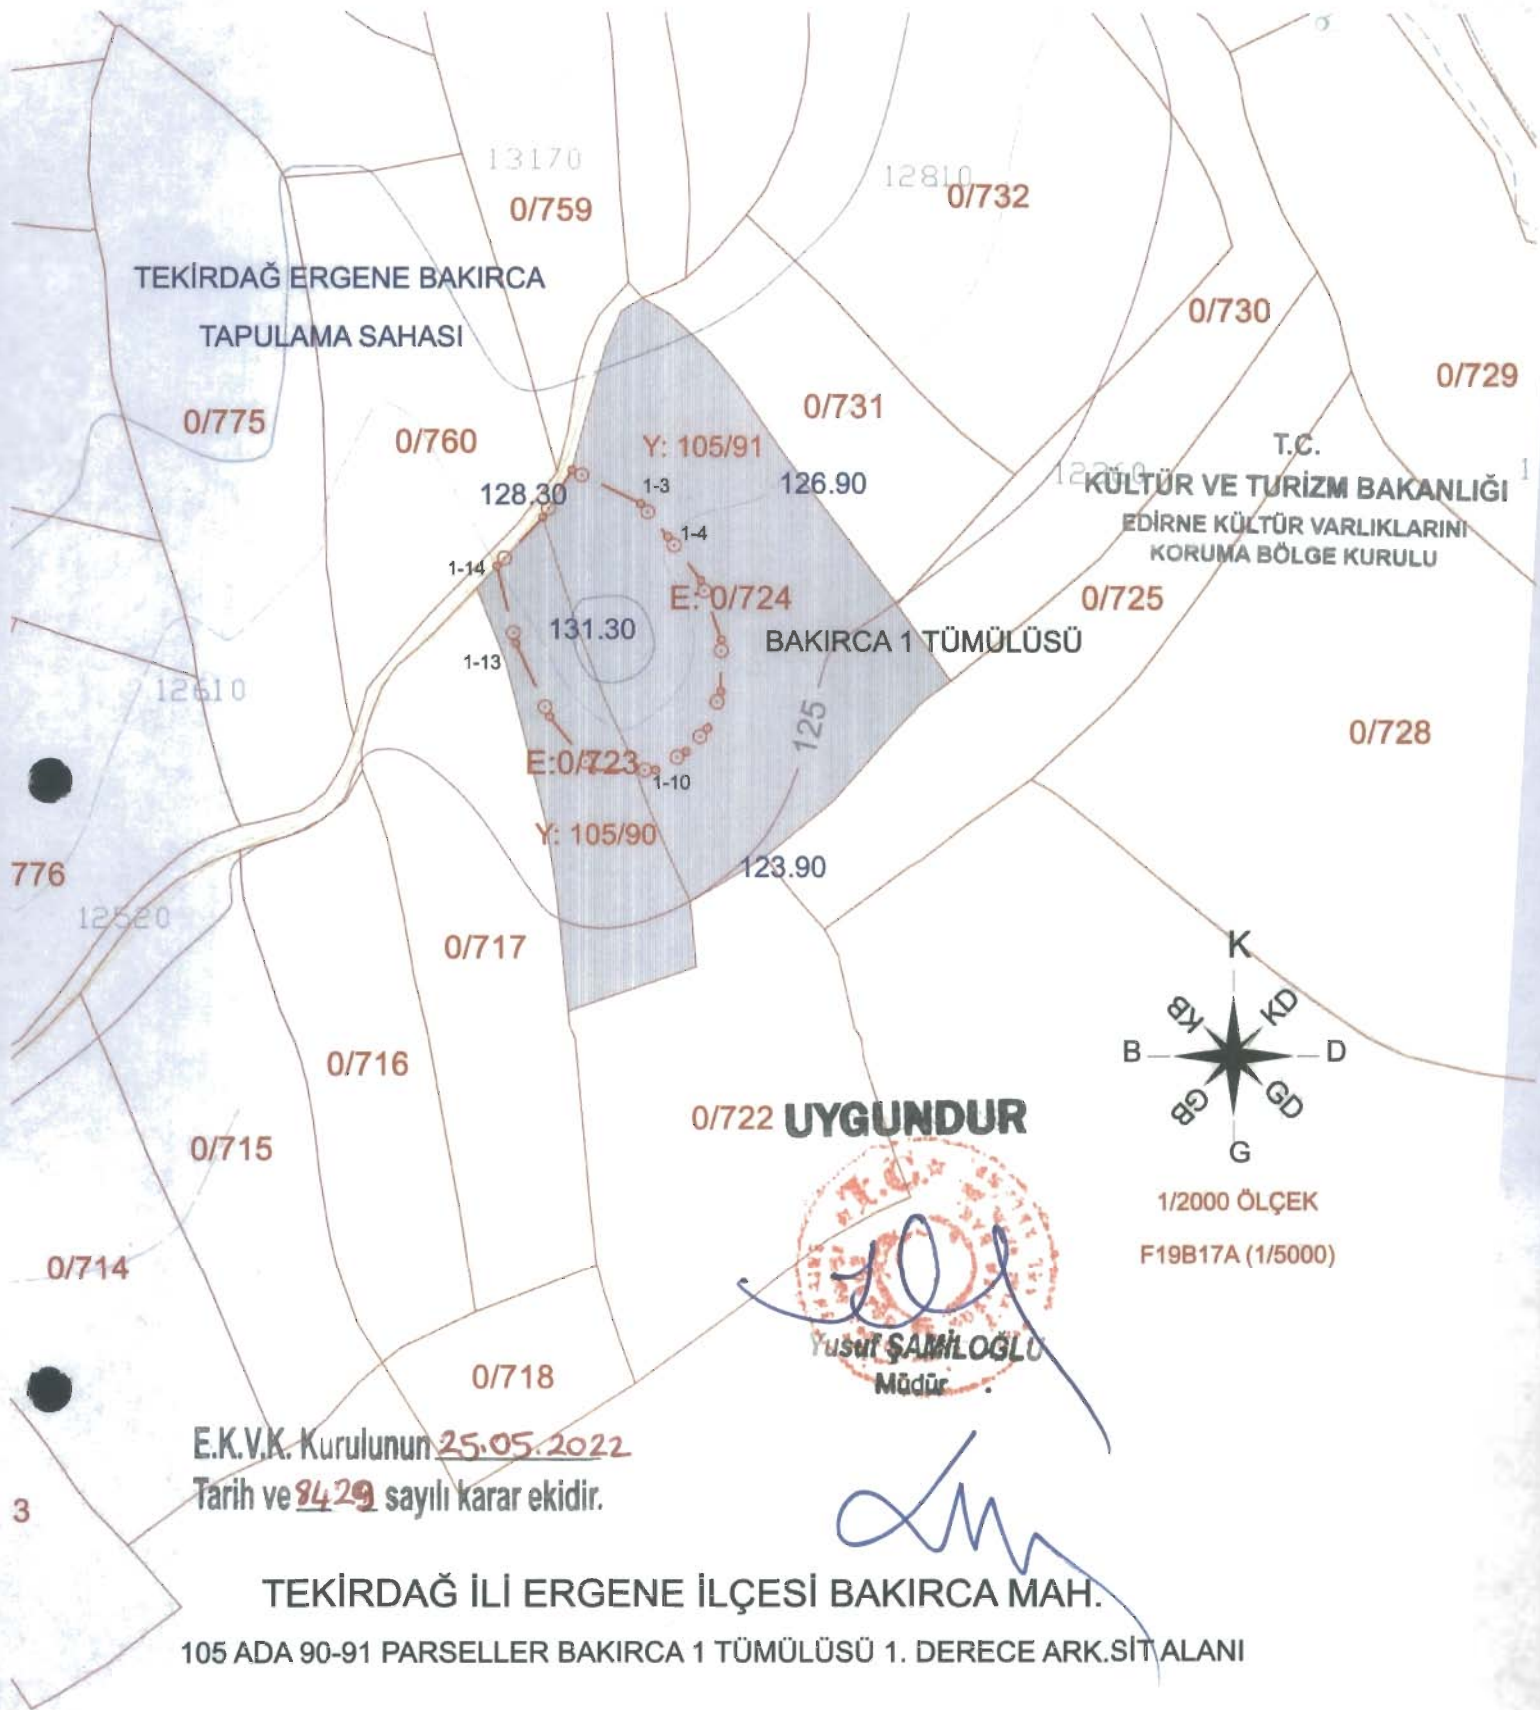 13170
0/759
12810
0/732
TEKİRDAĞ ERGENE BAKIRCA
TAPULAMA SAHASI
0/730
0/729
0/775
0/760
0/731
Y: 105/91
T.C.
KÜLTÜR VE TURİZM BAKANLIĞI
EDİRNE KÜLTÜR VARLIKLARINI
KORUMA BÖLGE KURULU
128.30
1-3
126.90
1-4
1-14
E: 0/724
0/725
131.30
BAKIRCA 1 TÜMÜLÜSÜ
1-13
12610
125
0/728
E:0/723
1-10
Y: 105/90
123.90
776
12520
0/717
K
KB
KD
B
D
GB
GD
G
0/716
0/722
UYGUNDUR
0/715
1/2000 ÖLÇEK
F19B17A (1/5000)
0/714
T.C.
Yusuf ŞAMİLOĞLU
Müdür
0/718
E.K.V.K. Kurulunun 25.05.2022
Tarih ve 8429 sayılı karar ekidir.
3
TEKİRDAĞ İLİ ERGENE İLÇESİ BAKIRCA MAH.
105 ADA 90-91 PARSELLER BAKIRCA 1 TÜMÜLÜSÜ 1. DERECE ARK.SİT ALANI